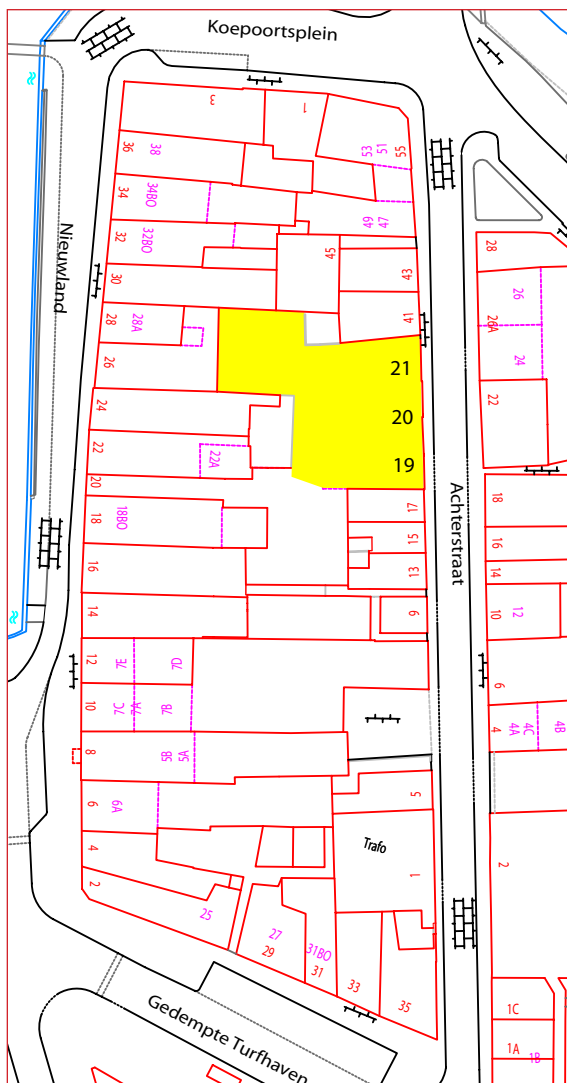 Koepoortsplein
3
1
55
51
53
36
38
34
34BO
49
47
32
32BO
45
43
30
28
28A
41
26
21
20
19
24
22
22A
20
18
18BO
17
15
13
16
14
9
12
7E
7D
10
7C
7A
7B
8
5A
5B
6
6A
5
4
Trafo
1
2
25
27
29
31BO
31
33
35
Nieuwland
Achterstraat
28
26
26A
24
22
18
16
14
10
12
6
4
4A
4C
4B
2
1C
1A
1B
Gedempte Turfhaven